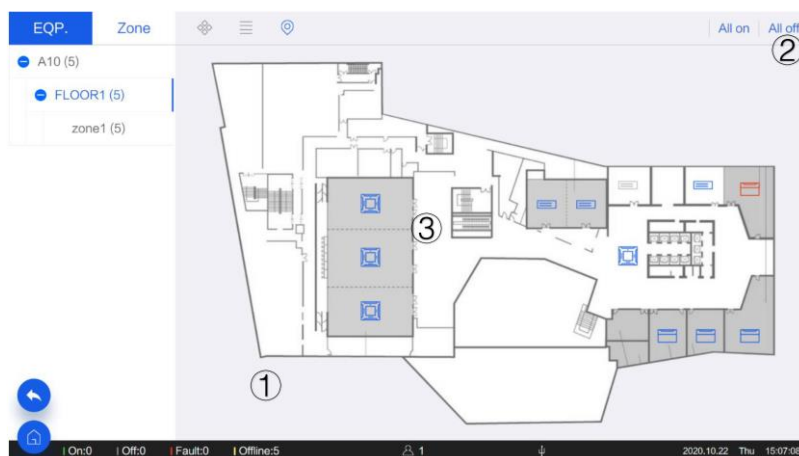 EQP. Zone All on All off
②
A10 (5)
FLOOR1 (5)
zone1 (5)
③
①
On:0 Off:0 Fault:0 Offline:5 1 2020.10.22 Thu 15:07:08